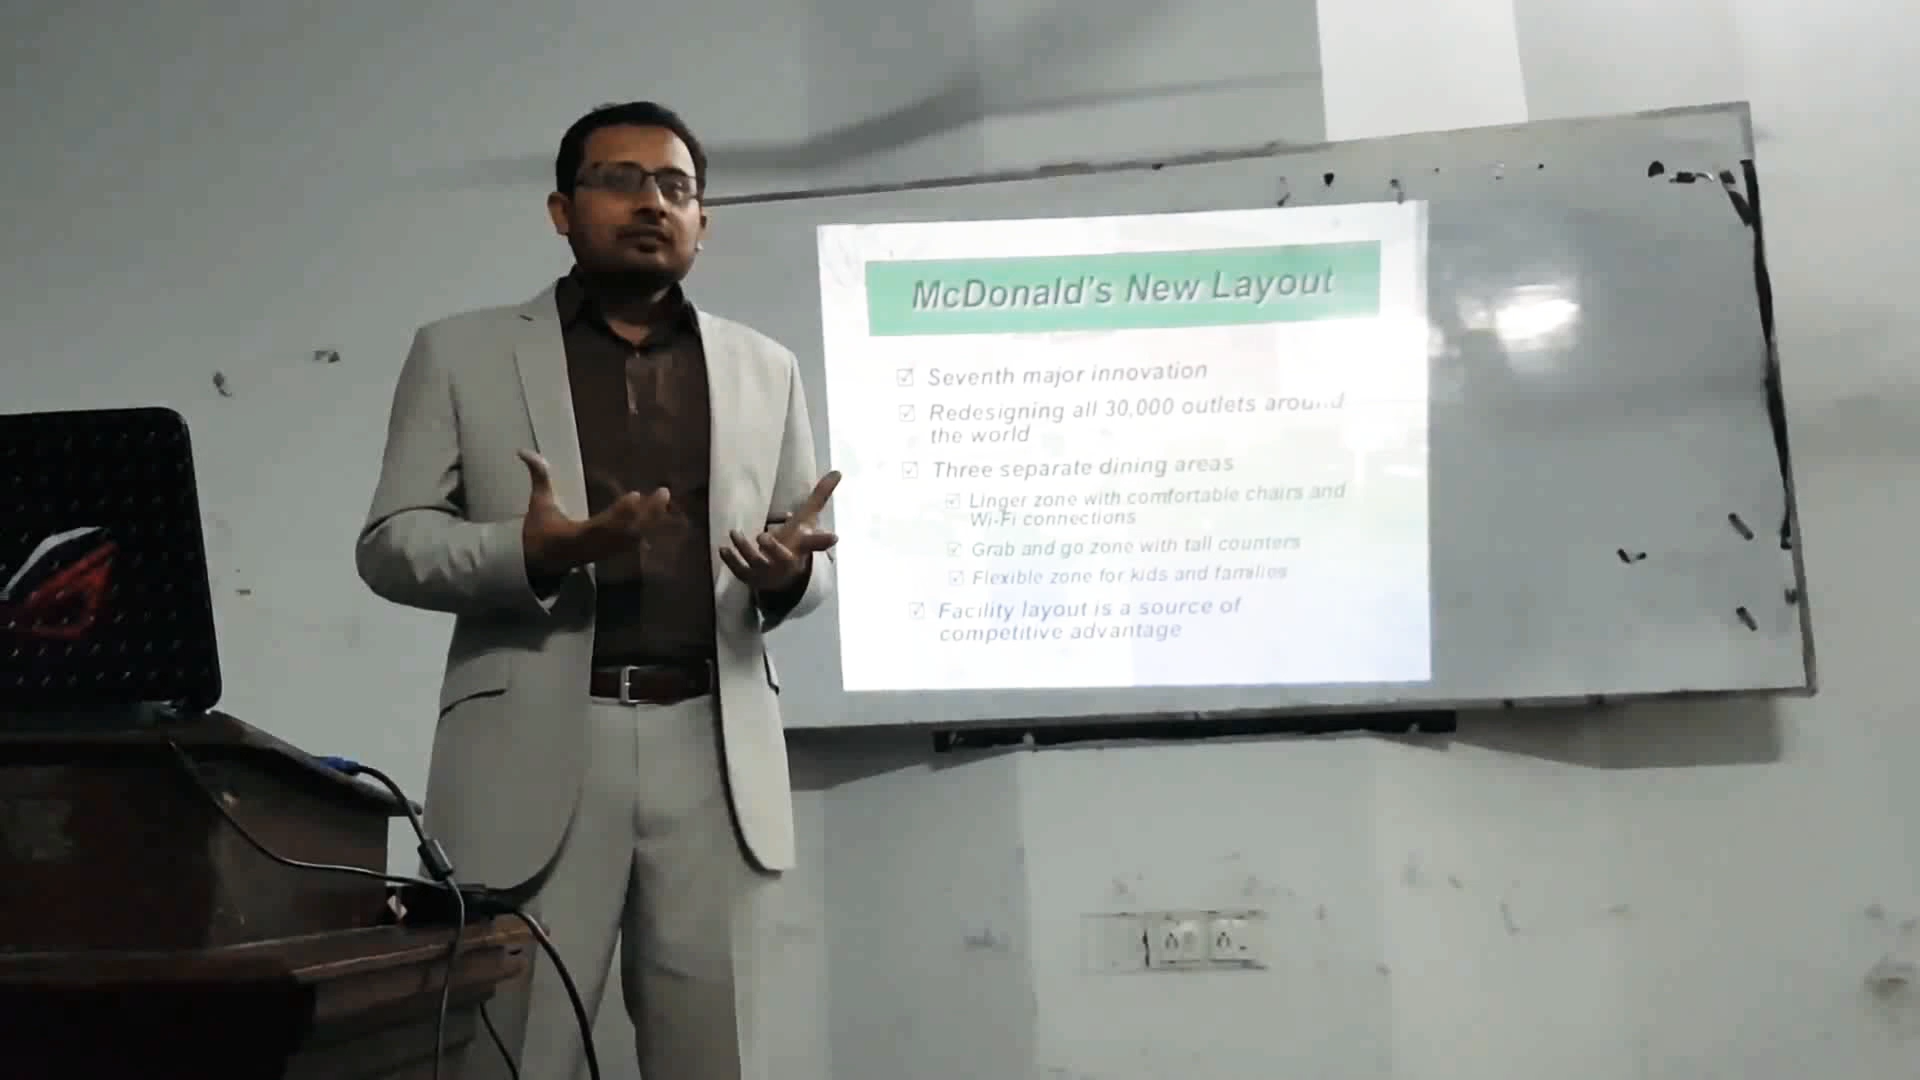 McDonald's New Layout
Seventh major innovation
Redesigning all 30,000 outlets around
the world
Three separate dining areas
Linger zone with comfortable chairs and
Wi-Fi connections
Grab and go zone with tall counters
Flexible zone for kids and families
Facility layout is a source of
competitive advantage